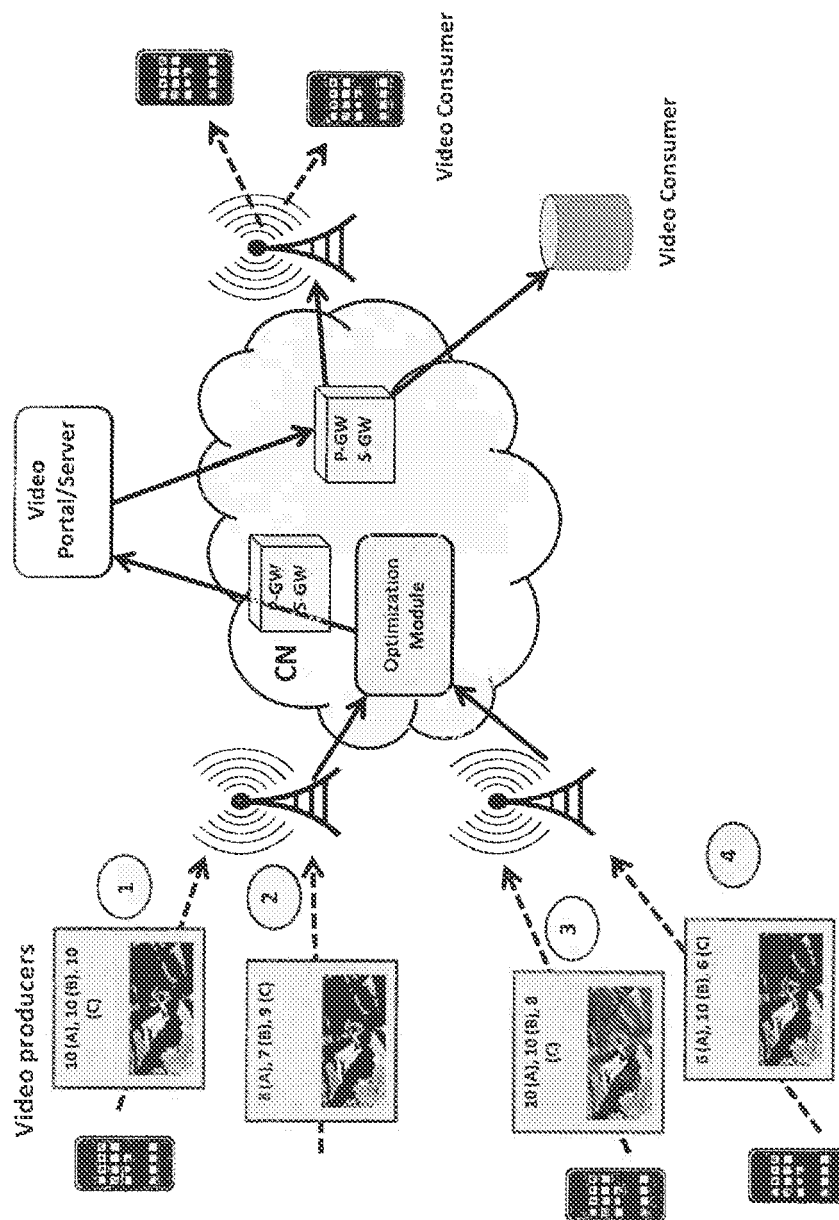 Video producers
10 (A), 10 (B), 10
(C)
1
8 (A), 7 (B), 9 (C)
2
10 (A), 10 (B), 8
(C)
3
6 (A), 10 (B), 6 (C)
4
CN
P-GW
S-GW
Optimization
Module
Video
Portal/Server
P-GW
S-GW
Video Consumer
Video Consumer